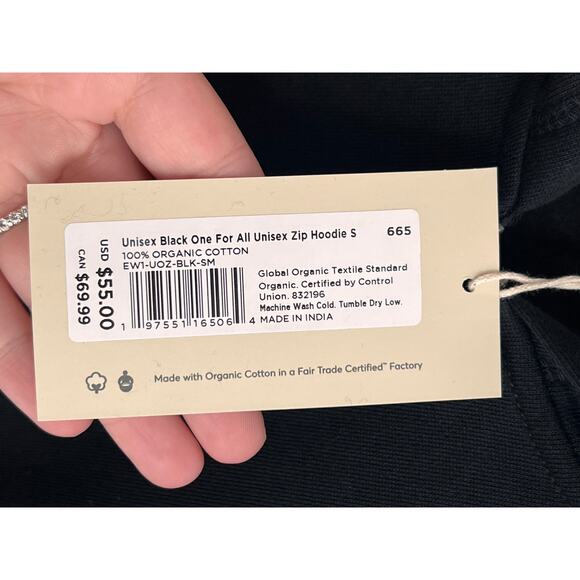 Unisex Black One For All Unisex Zip Hoodie S 665
100% ORGANIC COTTON
EW1-UOZ-BLK-SM
USD $55.00
CAN $69.99
Global Organic Textile Standard
Organic. Certified by Control
Union. 832196
Machine Wash Cold. Tumble Dry Low.
MADE IN INDIA
1 97551 16506 4
Made with Organic Cotton in a Fair Trade Certified™ Factory